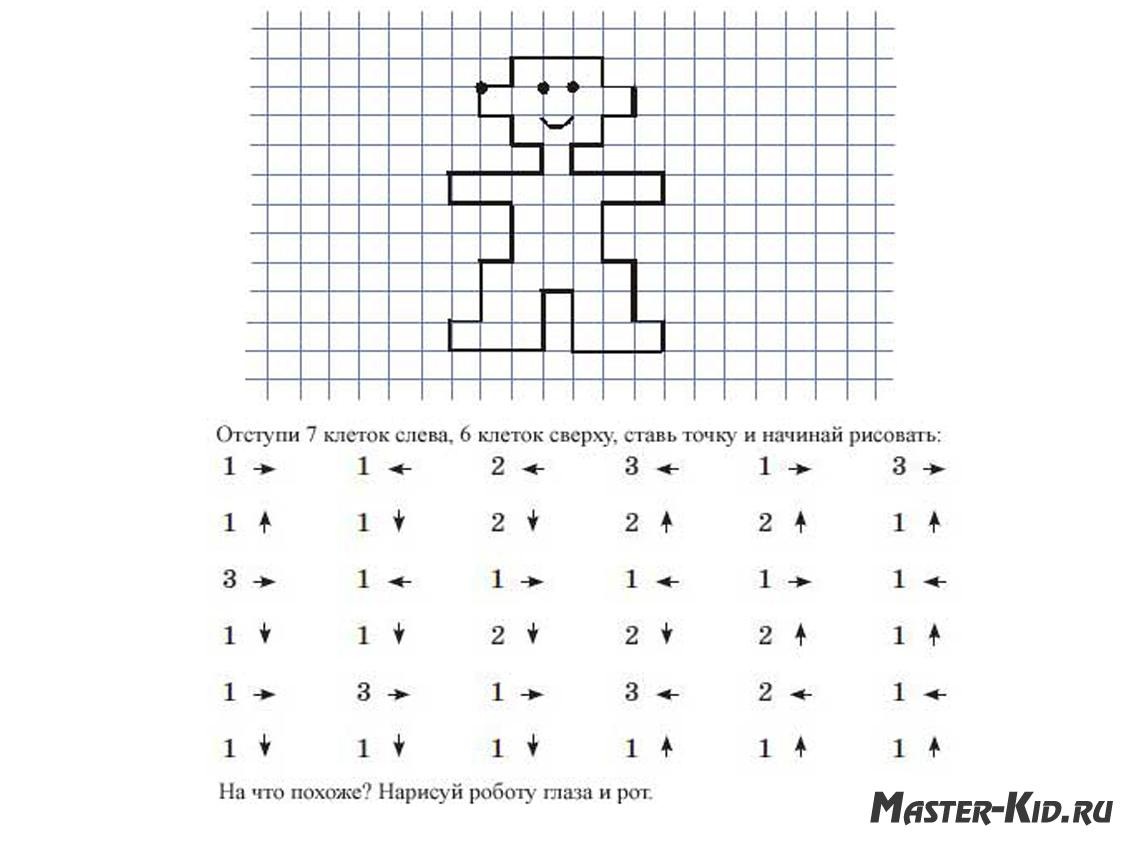 Отступи 7 клеток слева, 6 клеток сверху, ставь точку и начинай рисовать:
1 → 1 ← 2 ← 3 ← 1 → 3 →
1 ↑ 1 ↓ 2 ↓ 2 ↑ 2 ↑ 1 ↑
3 → 1 ← 1 → 1 ← 1 → 1 ←
1 ↓ 1 ↓ 2 ↓ 2 ↓ 2 ↑ 1 ↑
1 → 3 → 1 → 3 ← 2 ← 1 ←
1 ↓ 1 ↓ 1 ↓ 1 ↑ 1 ↑ 1 ↑
На что похоже? Нарисуй роботу глаза и рот.
Master-Kid.ru